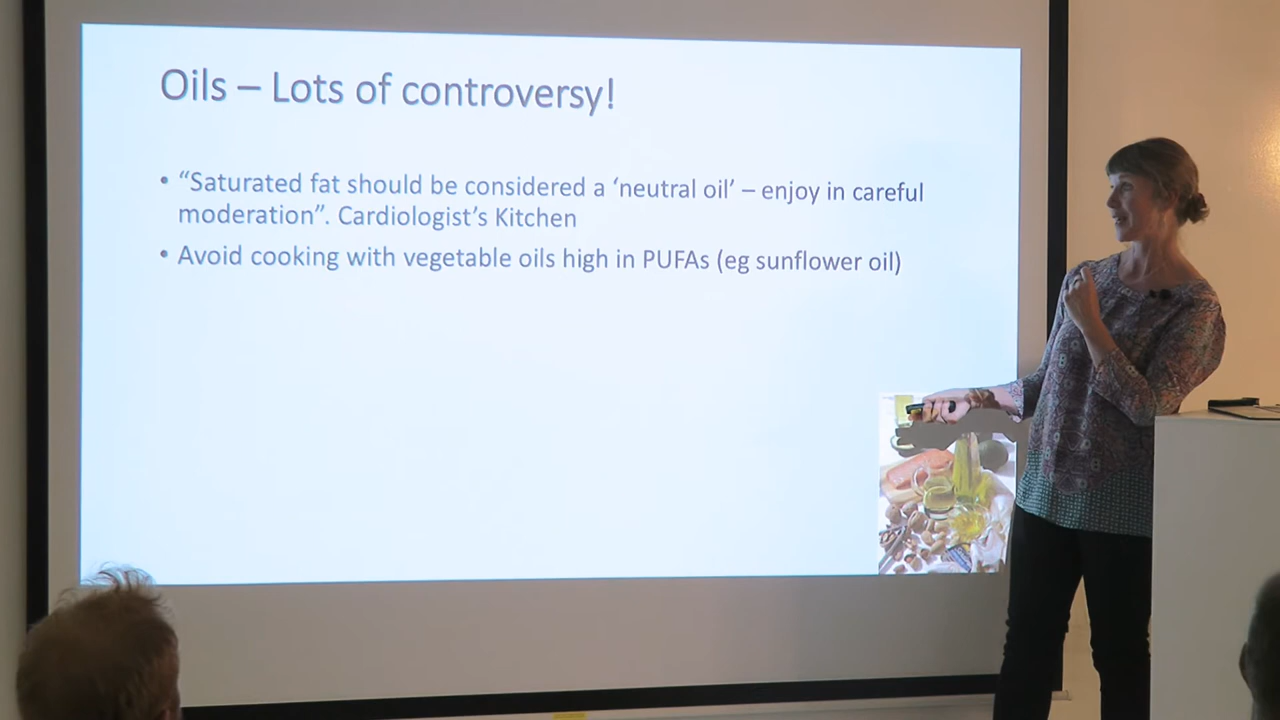 Oils – Lots of controversy!
• “Saturated fat should be considered a ‘neutral oil’ – enjoy in careful
moderation”. Cardiologist’s Kitchen
• Avoid cooking with vegetable oils high in PUFAs (eg sunflower oil)